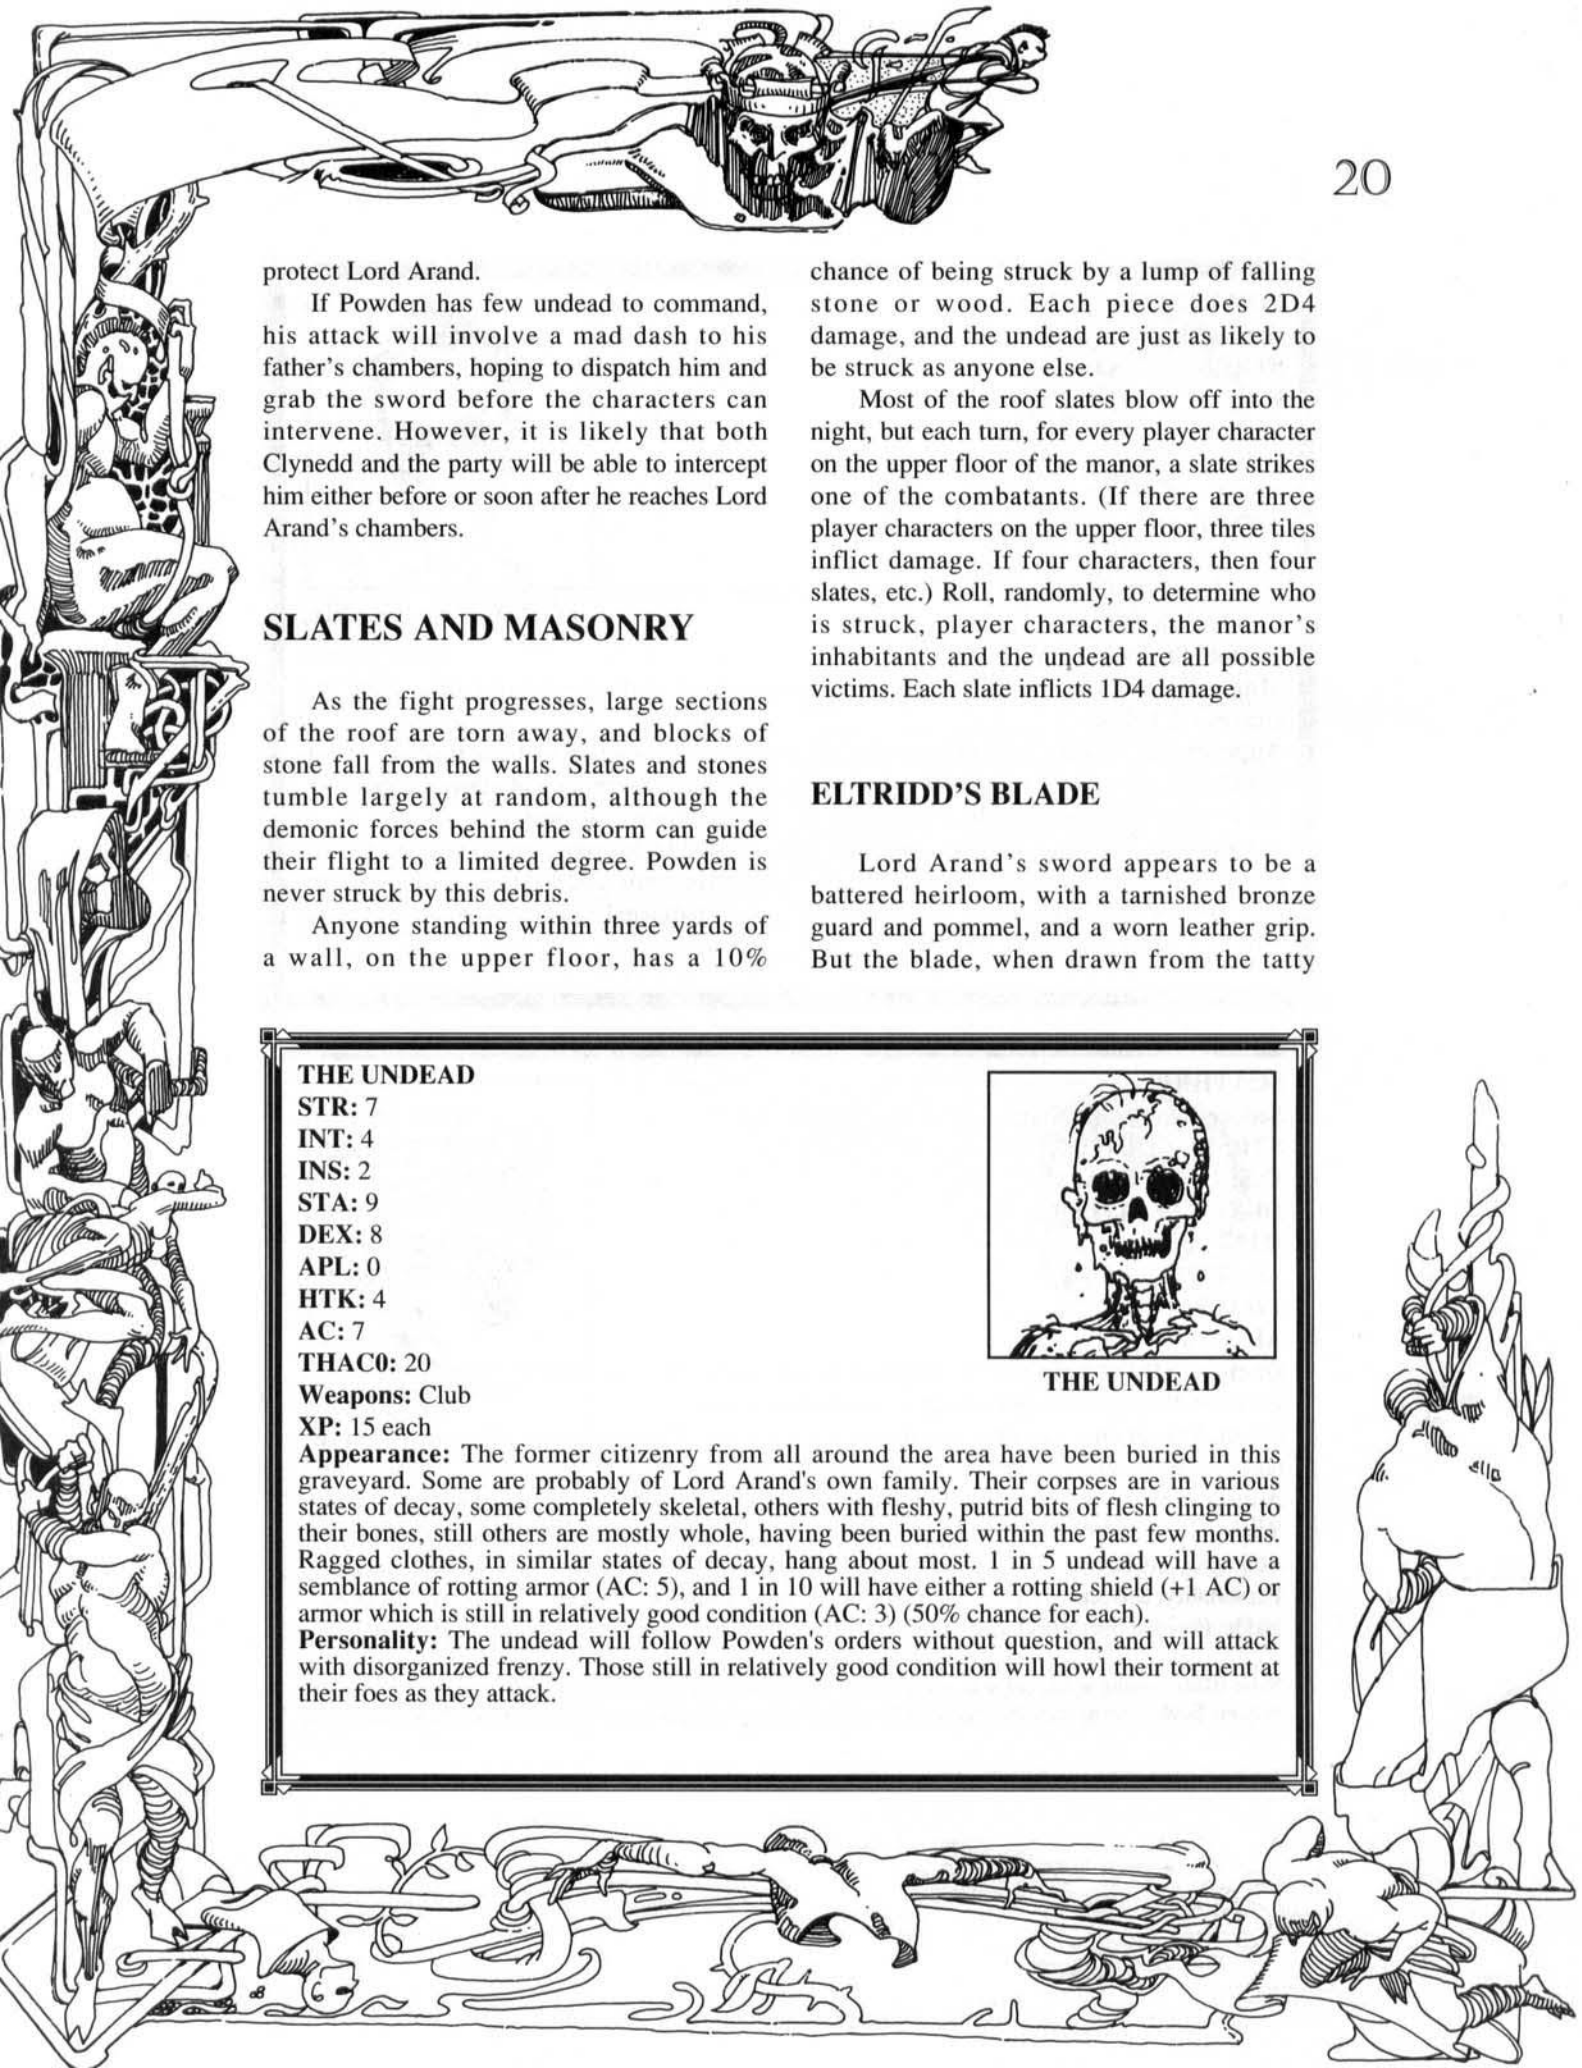 20
protect Lord Arand.
If Powden has few undead to command,
his attack will involve a mad dash to his
father's chambers, hoping to dispatch him and
grab the sword before the characters can
intervene. However, it is likely that both
Clynedd and the party will be able to intercept
him either before or soon after he reaches Lord
Arand's chambers.
SLATES AND MASONRY
As the fight progresses, large sections
of the roof are torn away, and blocks of
stone fall from the walls. Slates and stones
tumble largely at random, although the
demonic forces behind the storm can guide
their flight to a limited degree. Powden is
never struck by this debris.
Anyone standing within three yards of
a wall, on the upper floor, has a 10%
chance of being struck by a lump of falling
stone or wood. Each piece does 2D4
damage, and the undead are just as likely to
be struck as anyone else.
Most of the roof slates blow off into the
night, but each turn, for every player character
on the upper floor of the manor, a slate strikes
one of the combatants. (If there are three
player characters on the upper floor, three tiles
inflict damage. If four characters, then four
slates, etc.) Roll, randomly, to determine who
is struck, player characters, the manor's
inhabitants and the undead are all possible
victims. Each slate inflicts 1D4 damage.
ELTRIDD'S BLADE
Lord Arand's sword appears to be a
battered heirloom, with a tarnished bronze
guard and pommel, and a worn leather grip.
But the blade, when drawn from the tatty
THE UNDEAD
STR: 7
INT: 4
INS: 2
STA: 9
DEX: 8
APL: 0
HTK: 4
AC: 7
THAC0: 20
Weapons: Club
XP: 15 each
THE UNDEAD
Appearance: The former citizenry from all around the area have been buried in this
graveyard. Some are probably of Lord Arand's own family. Their corpses are in various
states of decay, some completely skeletal, others with fleshy, putrid bits of flesh clinging to
their bones, still others are mostly whole, having been buried within the past few months.
Ragged clothes, in similar states of decay, hang about most. 1 in 5 undead will have a
semblance of rotting armor (AC: 5), and 1 in 10 will have either a rotting shield (+1 AC) or
armor which is still in relatively good condition (AC: 3) (50% chance for each).
Personality: The undead will follow Powden's orders without question, and will attack
with disorganized frenzy. Those still in relatively good condition will howl their torment at
their foes as they attack.